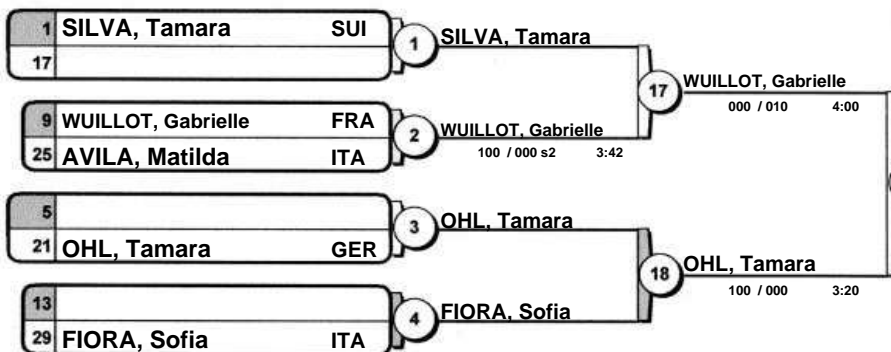 1 SILVA, Tamara SUI
17
1 SILVA, Tamara
9 WUILLOT, Gabrielle FRA
25 AVILA, Matilda ITA
2 WUILLOT, Gabrielle
100 / 000 s2 3:42
17 WUILLOT, Gabrielle
000 / 010 4:00
5
21 OHL, Tamara GER
3 OHL, Tamara
13
29 FIORA, Sofia ITA
4 FIORA, Sofia
18 OHL, Tamara
100 / 000 3:20